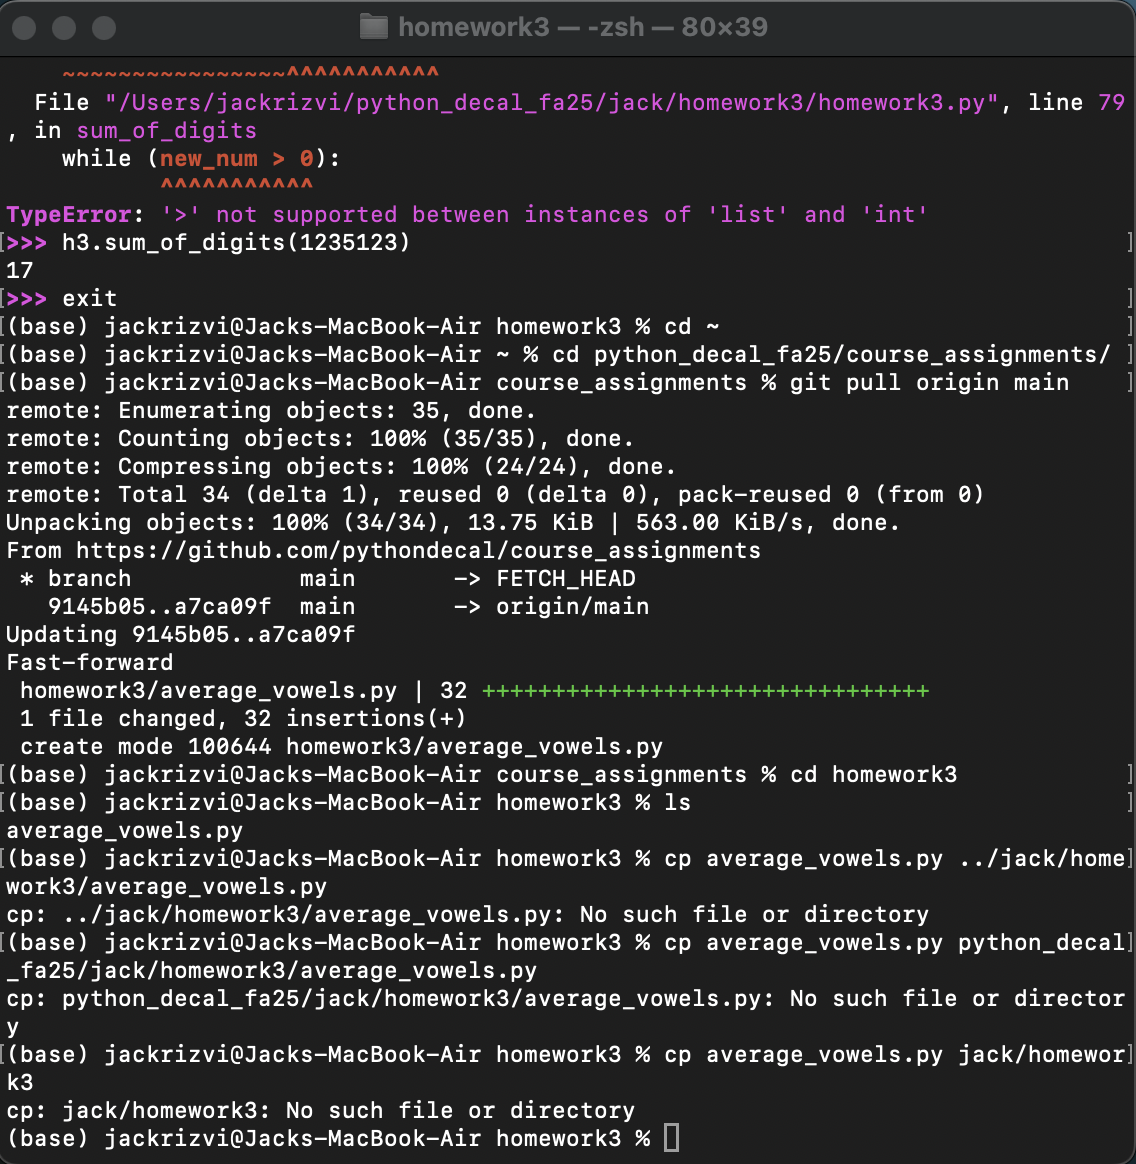 homework3 — -zsh — 80×39
~~~~~~~~~~~~~~~~^^^^^^^^^^^
File "/Users/jackrizvi/python_decal_fa25/jack/homework3/homework3.py", line 79
, in sum_of_digits
while (new_num > 0):
^^^^^^^^^^^
TypeError: '>' not supported between instances of 'list' and 'int'
[>>> h3.sum_of_digits(1235123) ]
17
[>>> exit ]
[(base) jackrizvi@Jacks-MacBook-Air homework3 % cd ~ ]
[(base) jackrizvi@Jacks-MacBook-Air ~ % cd python_decal_fa25/course_assignments/ ]
[(base) jackrizvi@Jacks-MacBook-Air course_assignments % git pull origin main ]
remote: Enumerating objects: 35, done.
remote: Counting objects: 100% (35/35), done.
remote: Compressing objects: 100% (24/24), done.
remote: Total 34 (delta 1), reused 0 (delta 0), pack-reused 0 (from 0)
Unpacking objects: 100% (34/34), 13.75 KiB | 563.00 KiB/s, done.
From https://github.com/pythondecal/course_assignments
* branch            main       -> FETCH_HEAD
9145b05..a7ca09f  main       -> origin/main
Updating 9145b05..a7ca09f
Fast-forward
homework3/average_vowels.py | 32 ++++++++++++++++++++++++++++++++
1 file changed, 32 insertions(+)
create mode 100644 homework3/average_vowels.py
[(base) jackrizvi@Jacks-MacBook-Air course_assignments % cd homework3 ]
[(base) jackrizvi@Jacks-MacBook-Air homework3 % ls ]
average_vowels.py
[(base) jackrizvi@Jacks-MacBook-Air homework3 % cp average_vowels.py ../jack/home]
work3/average_vowels.py
cp: ../jack/homework3/average_vowels.py: No such file or directory
[(base) jackrizvi@Jacks-MacBook-Air homework3 % cp average_vowels.py python_decal]
_fa25/jack/homework3/average_vowels.py
cp: python_decal_fa25/jack/homework3/average_vowels.py: No such file or director
y
[(base) jackrizvi@Jacks-MacBook-Air homework3 % cp average_vowels.py jack/homewor]
k3
cp: jack/homework3: No such file or directory
(base) jackrizvi@Jacks-MacBook-Air homework3 %